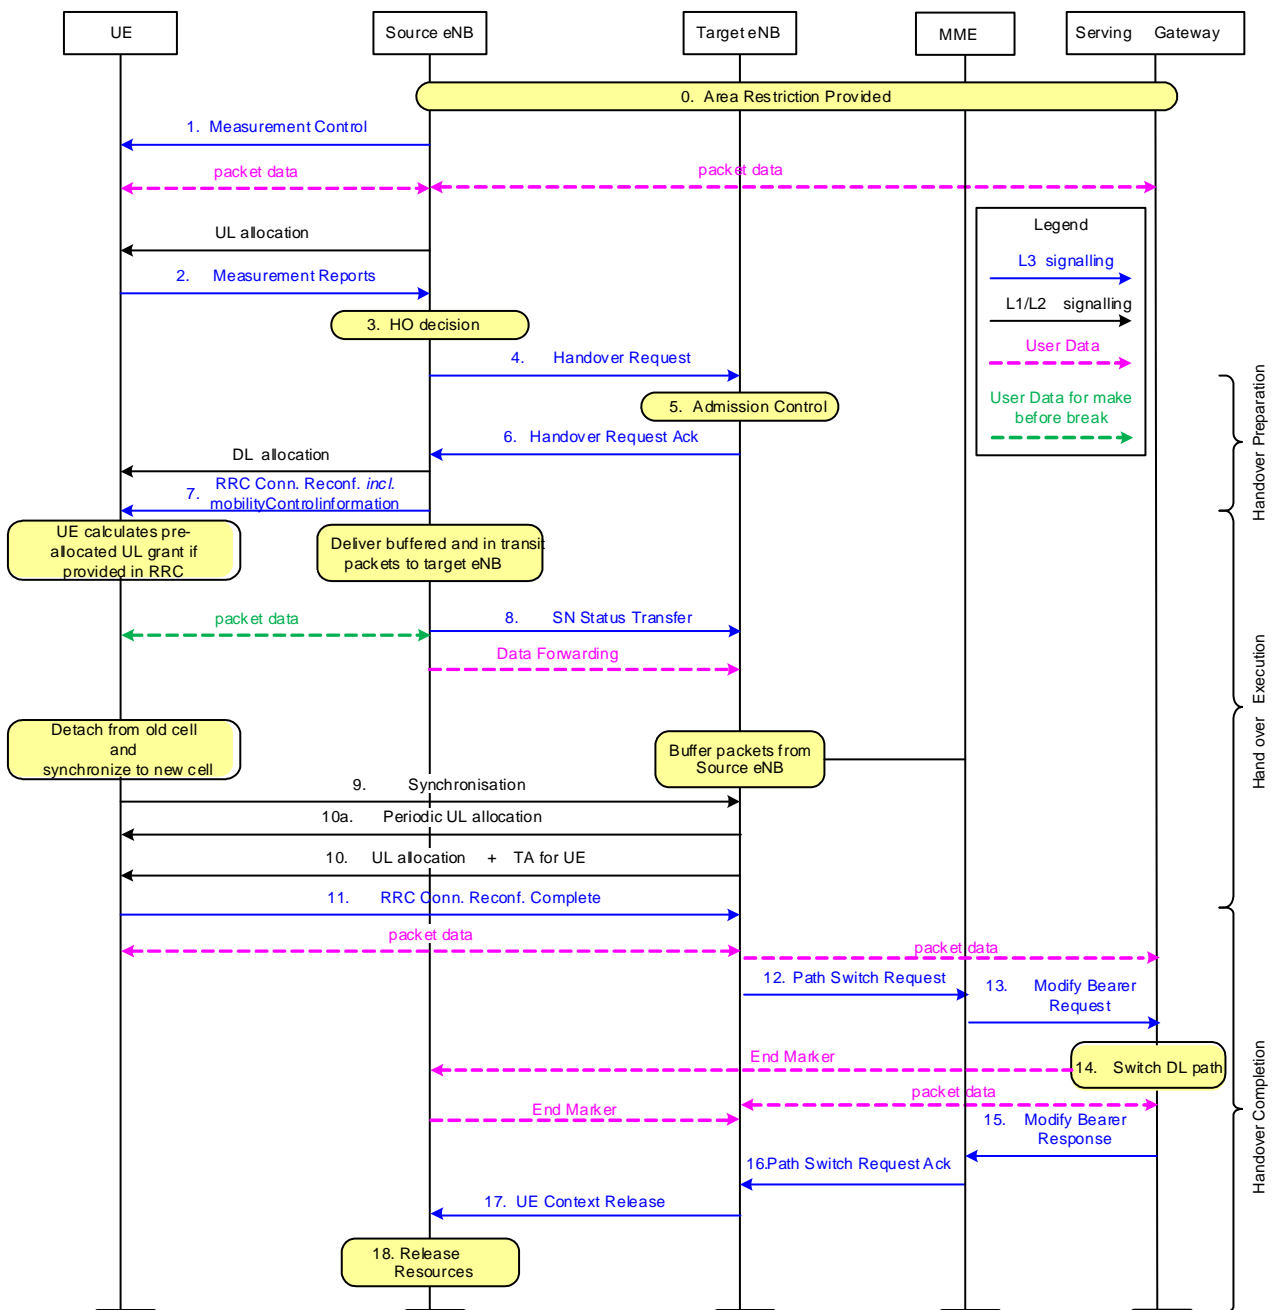 UE
Source eNB
Target eNB
MME
Serving Gateway
0. Area Restriction Provided
1. Measurement Control
packet data
packet data
Legend
L3 signalling
L1/L2 signalling
User Data
User Data for make
before break
UL allocation
2. Measurement Reports
3. HO decision
4. Handover Request
5. Admission Control
6. Handover Request Ack
DL allocation
7. RRC Conn. Reconf. incl.
mobilityControlinformation
Handover Preparation
UE calculates pre-
allocated UL grant if
provided in RRC
Deliver buffered and in transit
packets to target eNB
packet data
8. SN Status Transfer
Data Forwarding
Detach from old cell
and
synchronize to new cell
Buffer packets from
Source eNB
9. Synchronisation
10a. Periodic UL allocation
10. UL allocation + TA for UE
11. RRC Conn. Reconf. Complete
Hand over Execution
packet data
packet data
12. Path Switch Request
13. Modify Bearer
Request
End Marker
14. Switch DL path
packet data
End Marker
15. Modify Bearer
Response
16.Path Switch Request Ack
17. UE Context Release
18. Release
Resources
Handover Completion